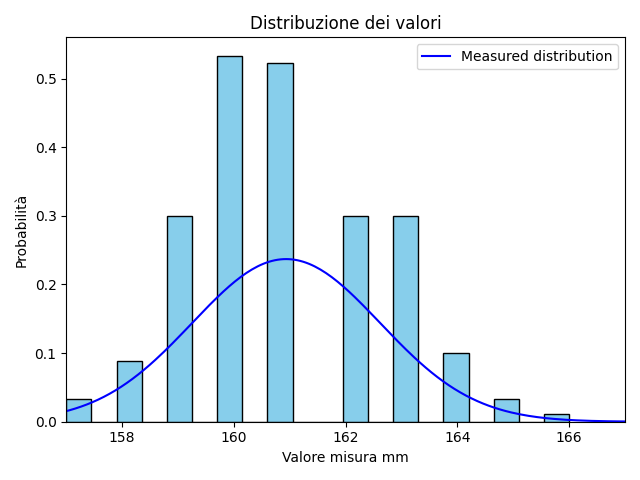 Distribuzione dei valori
Measured distribution
Probabilità
0.5
0.4
0.3
0.2
0.1
0.0
158 160 162 164 166
Valore misura mm